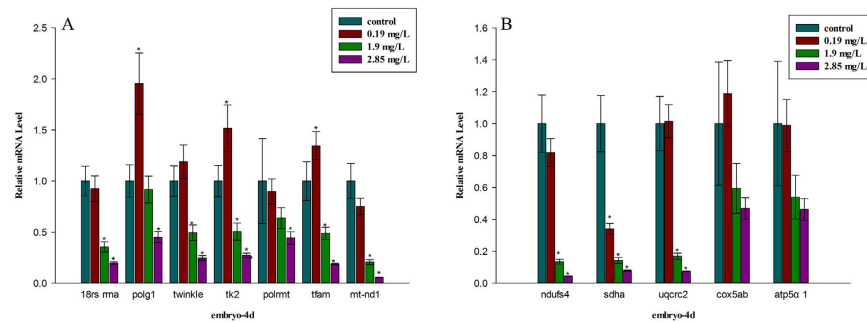 A
control
0.19 mg/L
1.9 mg/L
2.85 mg/L
Relative mRNA Level
2.5
2.0
1.5
1.0
0.5
0.0
18rs rna polg1 twinkle tk2 polrmt tfam mt-nd1
embryo-4d
B
control
0.19 mg/L
1.9 mg/L
2.85 mg/L
Relative mRNA Level
1.6
1.4
1.2
1.0
0.8
0.6
0.4
0.2
0.0
ndufs4 sdha uqcrc2 cox5ab atp5α 1
embryo-4d